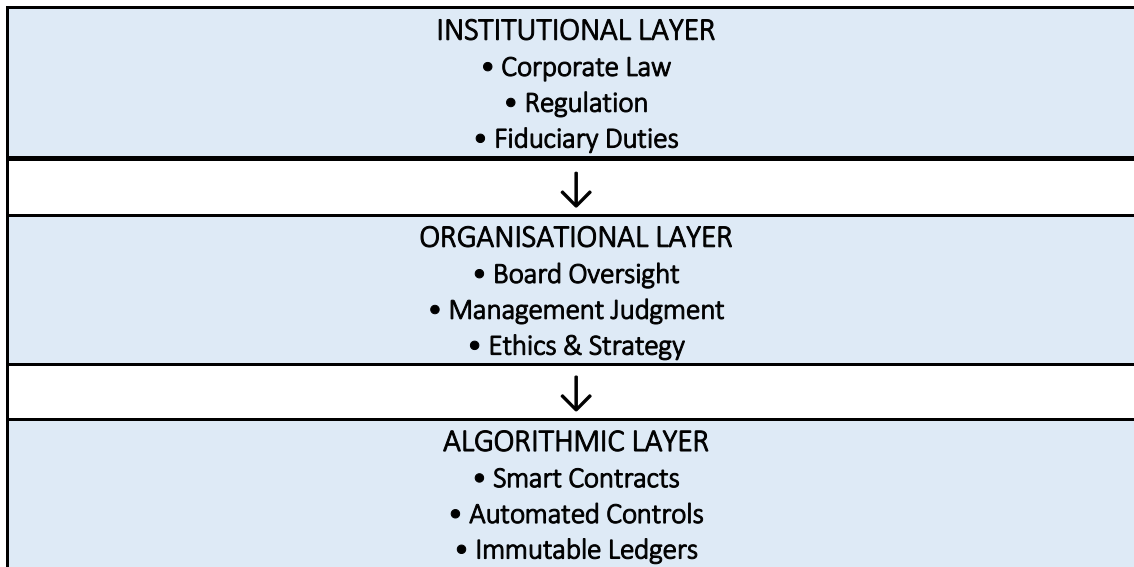 INSTITUTIONAL LAYER
• Corporate Law
• Regulation
• Fiduciary Duties
↓
ORGANISATIONAL LAYER
• Board Oversight
• Management Judgment
• Ethics & Strategy
↓
ALGORITHMIC LAYER
• Smart Contracts
• Automated Controls
• Immutable Ledgers